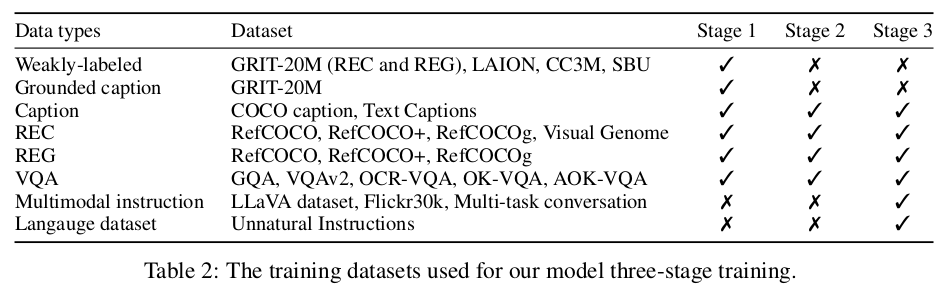 Data types Dataset Stage 1 Stage 2 Stage 3
Weakly-labeled GRIT-20M (REC and REG), LAION, CC3M, SBU ✓ ✗ ✗
Grounded caption GRIT-20M ✓ ✗ ✗
Caption COCO caption, Text Captions ✓ ✓ ✓
REC RefCOCO, RefCOCO+, RefCOCOg, Visual Genome ✓ ✓ ✓
REG RefCOCO, RefCOCO+, RefCOCOg ✓ ✓ ✓
VQA GQA, VQAv2, OCR-VQA, OK-VQA, AOK-VQA ✓ ✓ ✓
Multimodal instruction LLaVA dataset, Flickr30k, Multi-task conversation ✗ ✗ ✓
Langauge dataset Unnatural Instructions ✗ ✗ ✓
Table 2: The training datasets used for our model three-stage training.